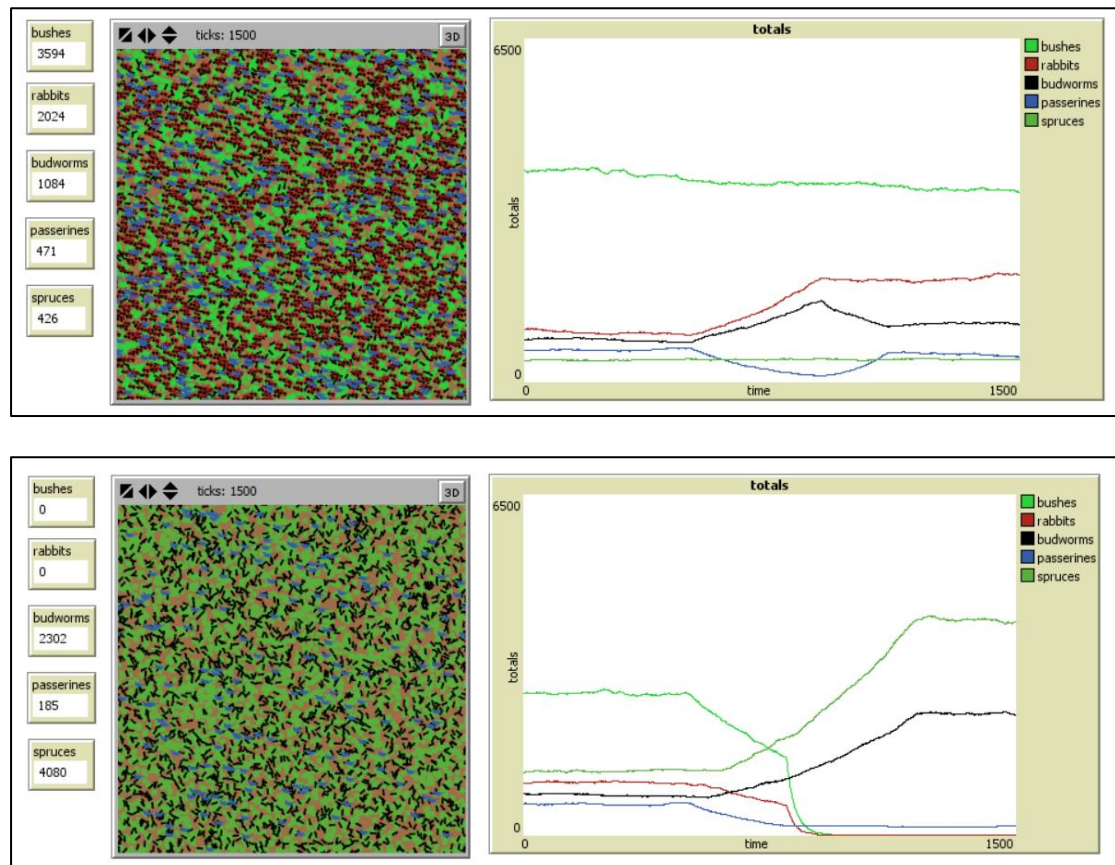 bushes
3594
rabbits
2024
budworms
1084
passerines
471
spruces
426
ticks: 1500
3D
totals
6500
totals
0
0
time
1500
bushes
rabbits
budworms
passerines
spruces
bushes
0
rabbits
0
budworms
2302
passerines
185
spruces
4080
ticks: 1500
3D
totals
6500
totals
0
0
time
1500
bushes
rabbits
budworms
passerines
spruces